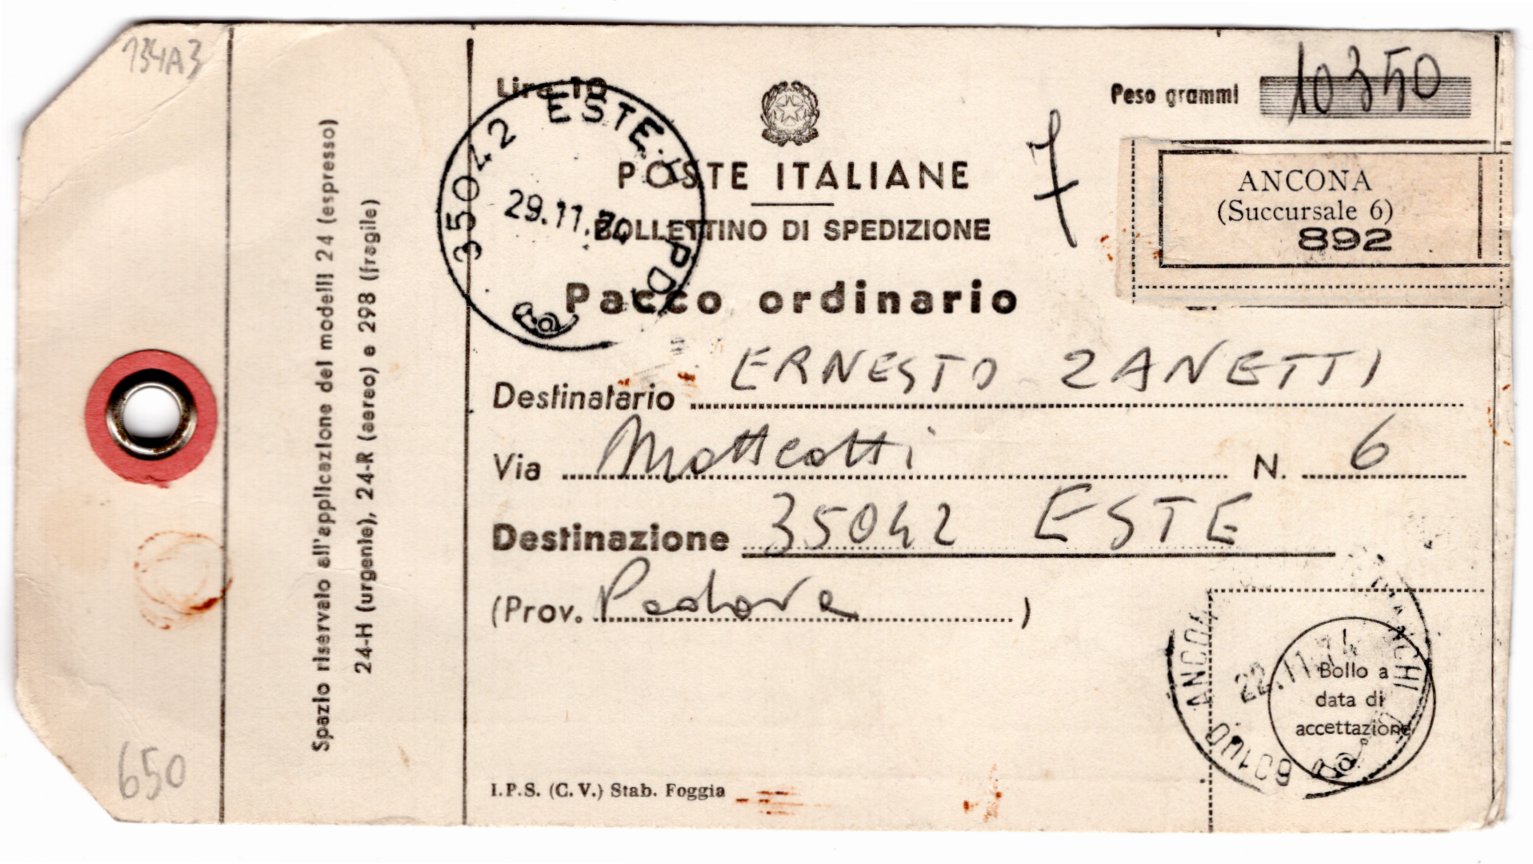 134A3
Spazio riservato all'applicazione dei modelli 24 (espresso)
24-H (urgente), 24-R (aereo) e 298 (fragile)
650
Lire 10
35042 ESTE PD
29.11.74
POSTE ITALIANE
BOLLETTINO DI SPEDIZIONE
Pacco ordinario
Peso grammi 10350
7
ANCONA
(Succursale 6)
892
Destinatario ERNESTO ZANETTI
Via Matteotti N. 6
Destinazione 35042 ESTE
(Prov. Padova )
60100 ANCONA
22.11.74
Bollo a
data di
accettazione
I.P.S. (C.V.) Stab. Foggia